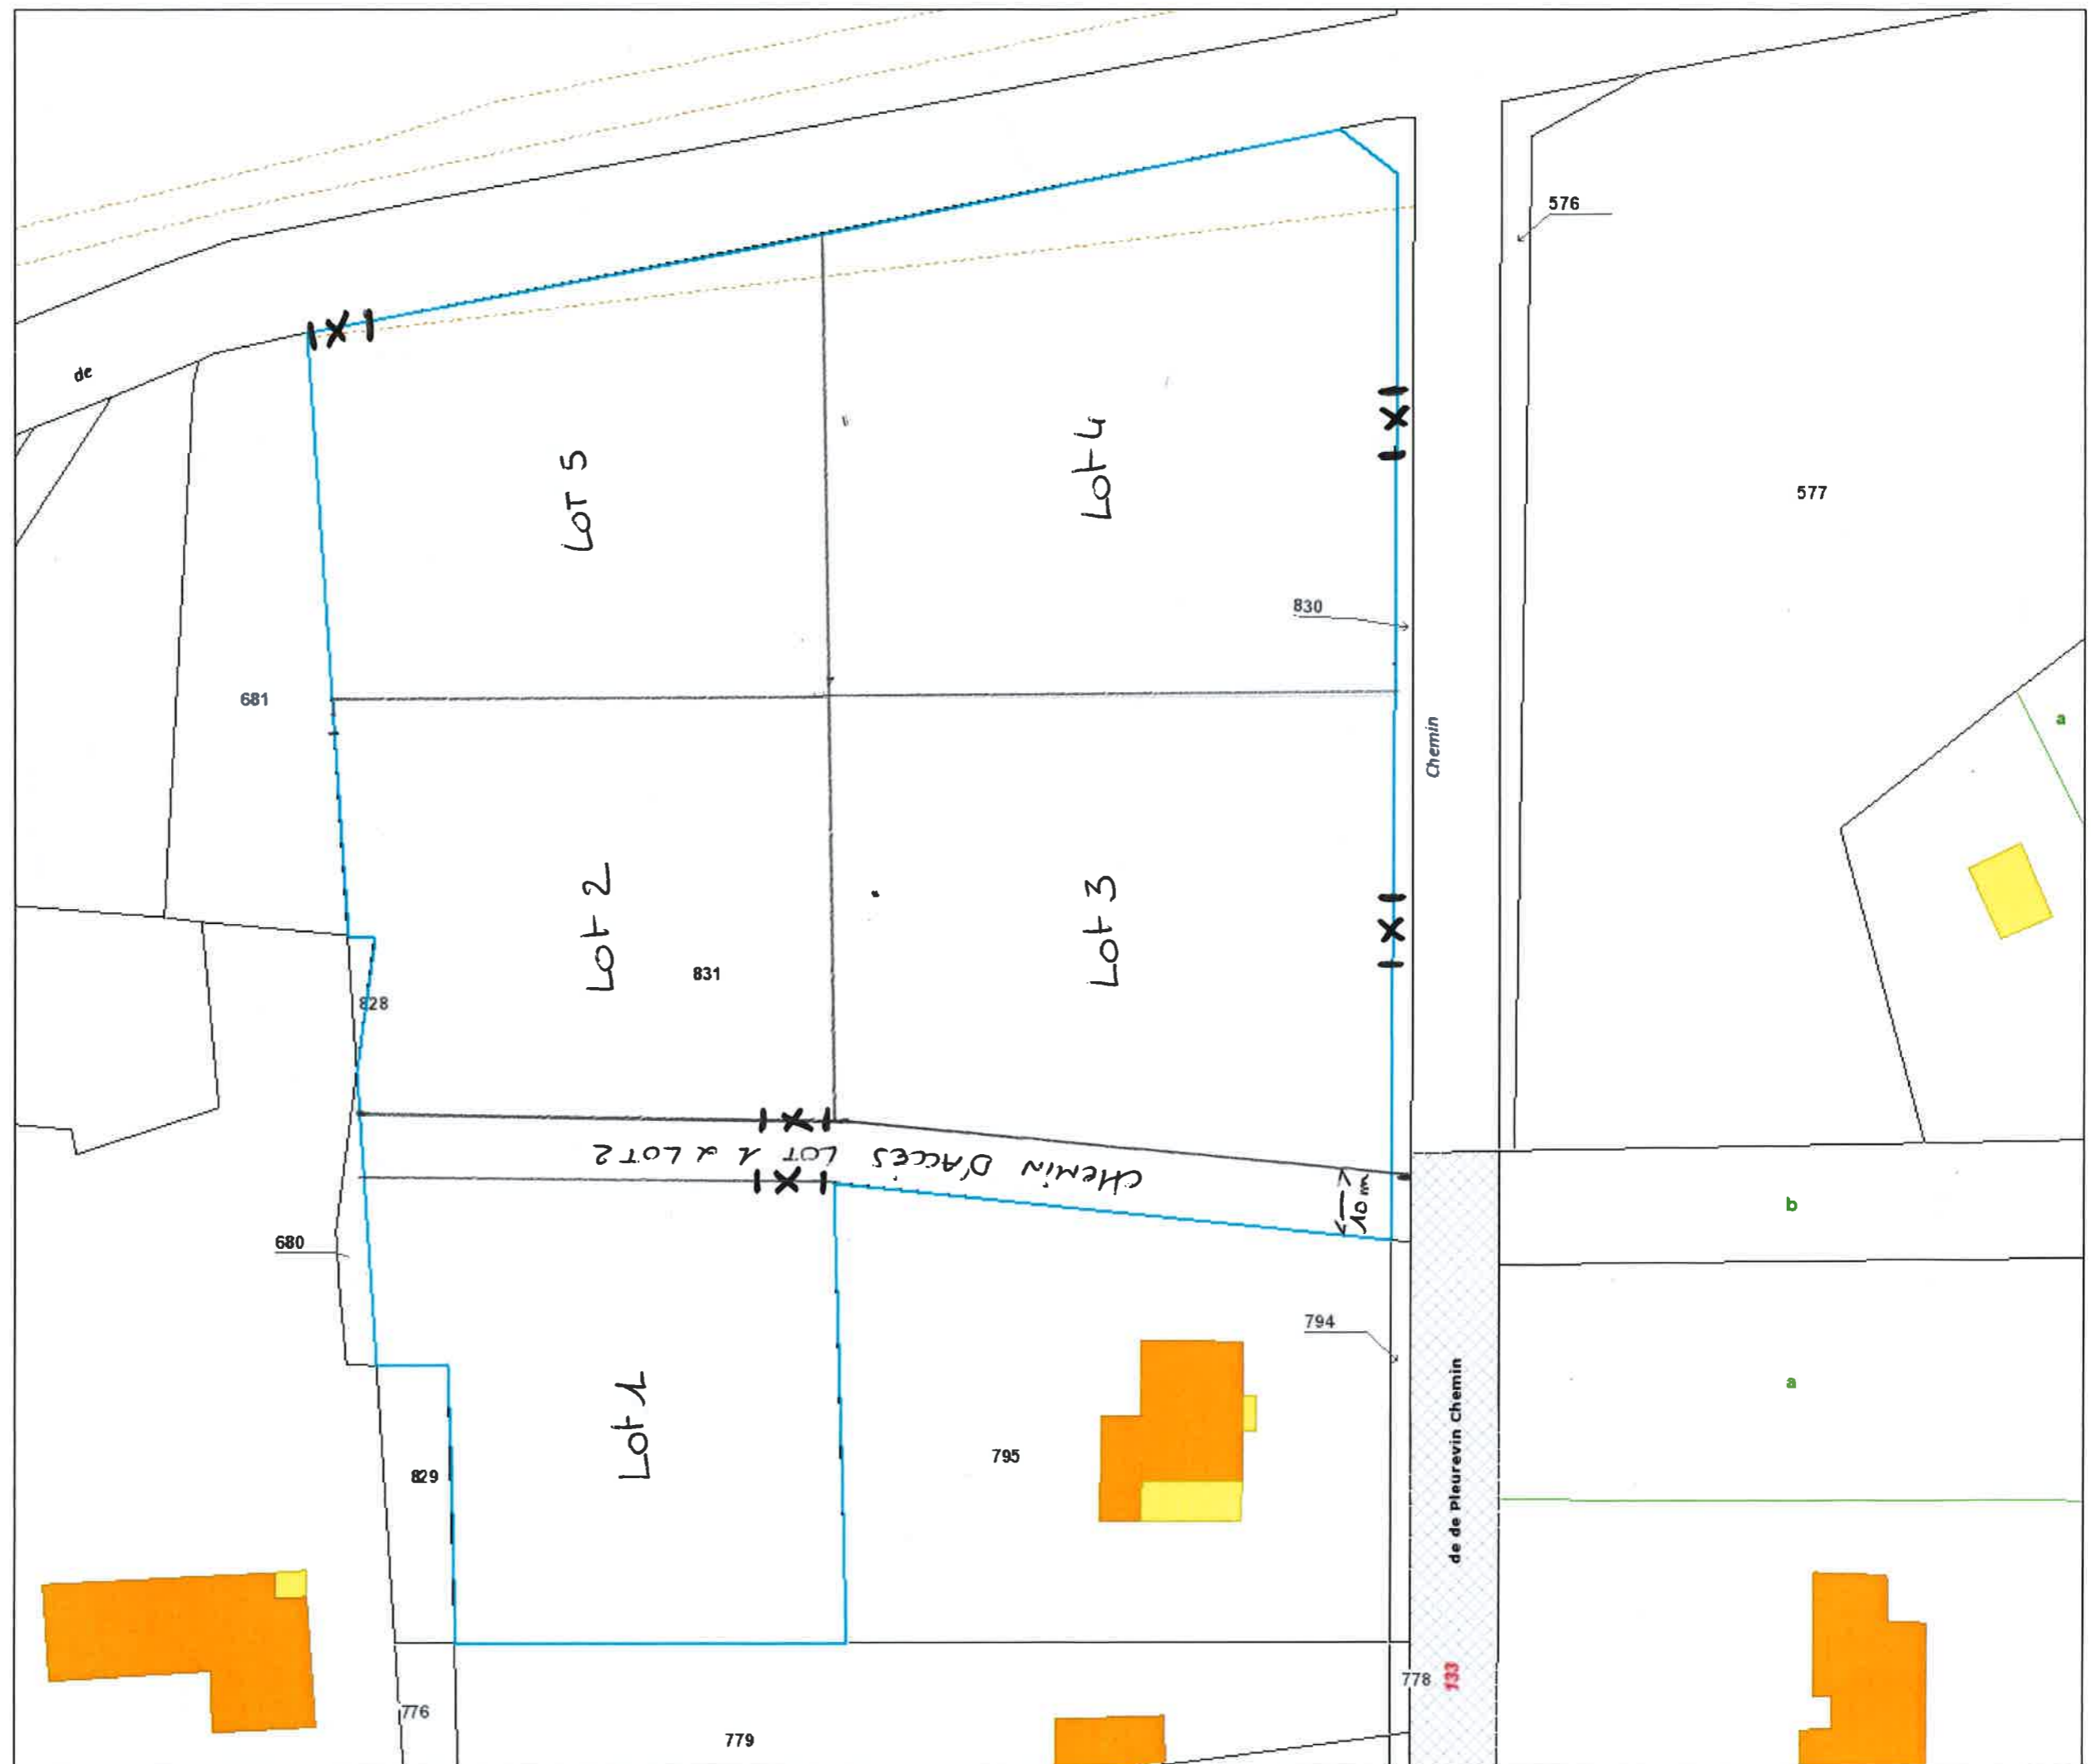 de
576
577
LOT 5
Lot 4
830
681
Chemin
a
Lot 2
831
Lot 3
828
CHEMIN D'ACCÈS LOT 1 & LOT 2
10 m
680
b
794
Lot 1
829
795
a
de de Pleurevin Chemin
133
778
776
779